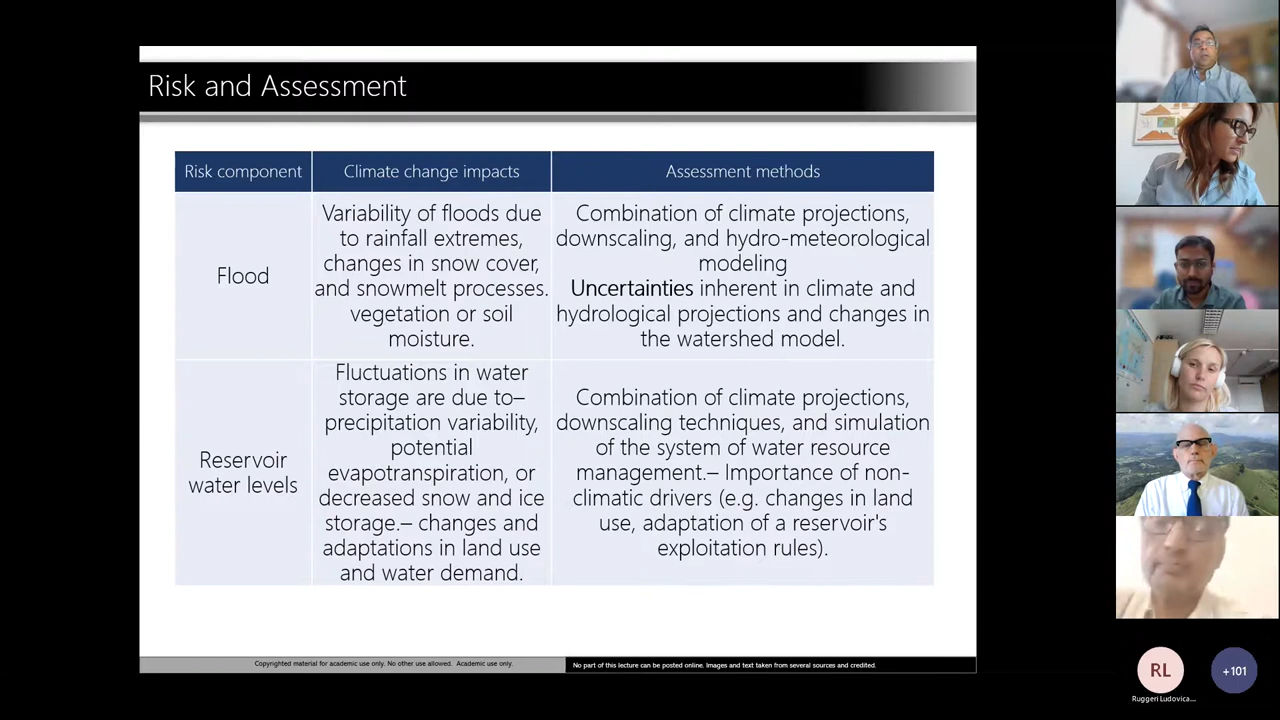 Risk and Assessment
Risk component
Climate change impacts
Assessment methods
Flood
Variability of floods due
to rainfall extremes,
changes in snow cover,
and snowmelt processes.
vegetation or soil
moisture.
Combination of climate projections,
downscaling, and hydro-meteorological
modeling
Uncertainties inherent in climate and
hydrological projections and changes in
the watershed model.
Reservoir
water levels
Fluctuations in water
storage are due to–
precipitation variability,
potential
evapotranspiration, or
decreased snow and ice
storage.– changes and
adaptations in land use
and water demand.
Combination of climate projections,
downscaling techniques, and simulation
of the system of water resource
management.– Importance of non-
climatic drivers (e.g. changes in land
use, adaptation of a reservoir's
exploitation rules).
Copyrighted material for academic use only. No other use allowed. Academic use only.
No part of this lecture can be posted online. Images and text taken from several sources and credited.
RL
+101
Ruggeri Ludovica...